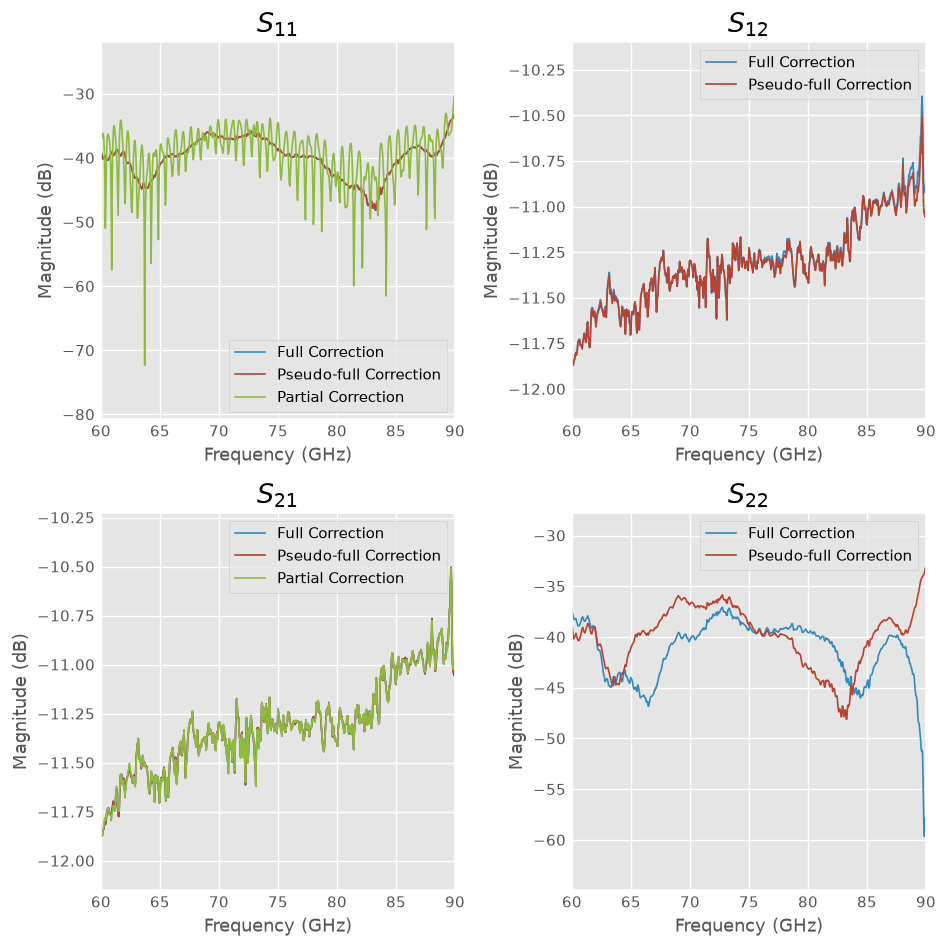 S11
−30
−40
−50
−60
−70
−80
Magnitude (dB)
Full Correction
Pseudo-full Correction
Partial Correction
60 65 70 75 80 85 90
Frequency (GHz)
S12
−10.25
−10.50
−10.75
−11.00
−11.25
−11.50
−11.75
−12.00
Magnitude (dB)
Full Correction
Pseudo-full Correction
60 65 70 75 80 85 90
Frequency (GHz)
S21
−10.25
−10.50
−10.75
−11.00
−11.25
−11.50
−11.75
−12.00
Magnitude (dB)
Full Correction
Pseudo-full Correction
Partial Correction
60 65 70 75 80 85 90
Frequency (GHz)
S22
−30
−35
−40
−45
−50
−55
−60
Magnitude (dB)
Full Correction
Pseudo-full Correction
60 65 70 75 80 85 90
Frequency (GHz)